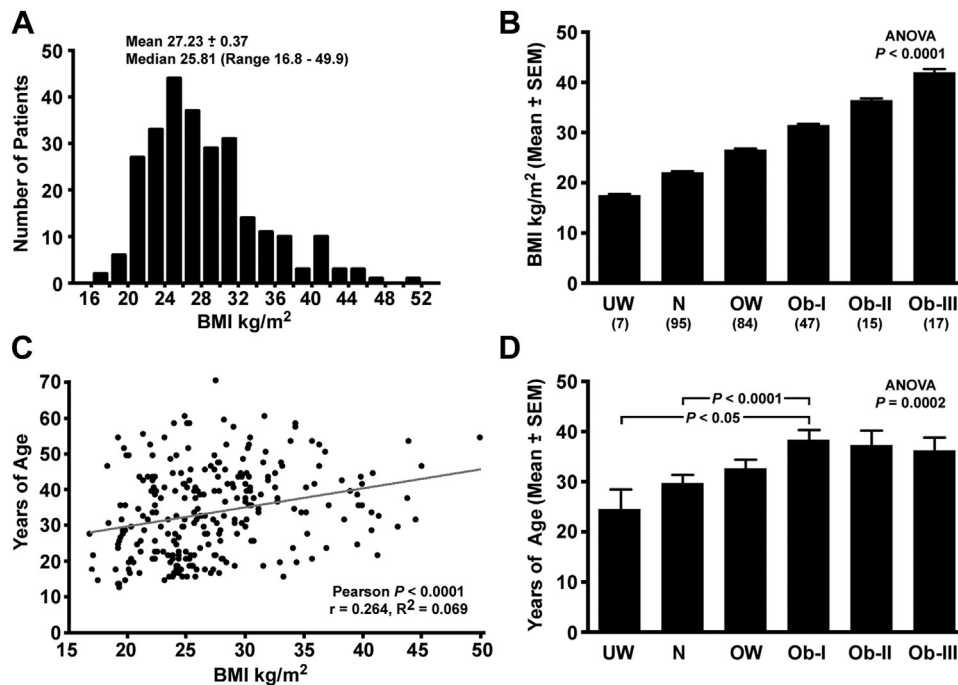 A
Mean 27.23 ± 0.37
Median 25.81 (Range 16.8 - 49.9)
Number of Patients
50
40
30
20
10
0
16 20 24 28 32 36 40 44 48 52
BMI kg/m²
B
ANOVA
P < 0.0001
BMI kg/m² (Mean ± SEM)
50
40
30
20
10
0
UW N OW Ob-I Ob-II Ob-III
(7) (95) (84) (47) (15) (17)
C
Years of Age
70
60
50
40
30
20
10
0
Pearson P < 0.0001
r = 0.264, R² = 0.069
15 20 25 30 35 40 45 50
BMI kg/m²
D
ANOVA
P = 0.0002
P < 0.0001
P < 0.05
Years of Age (Mean ± SEM)
50
40
30
20
10
0
UW N OW Ob-I Ob-II Ob-III